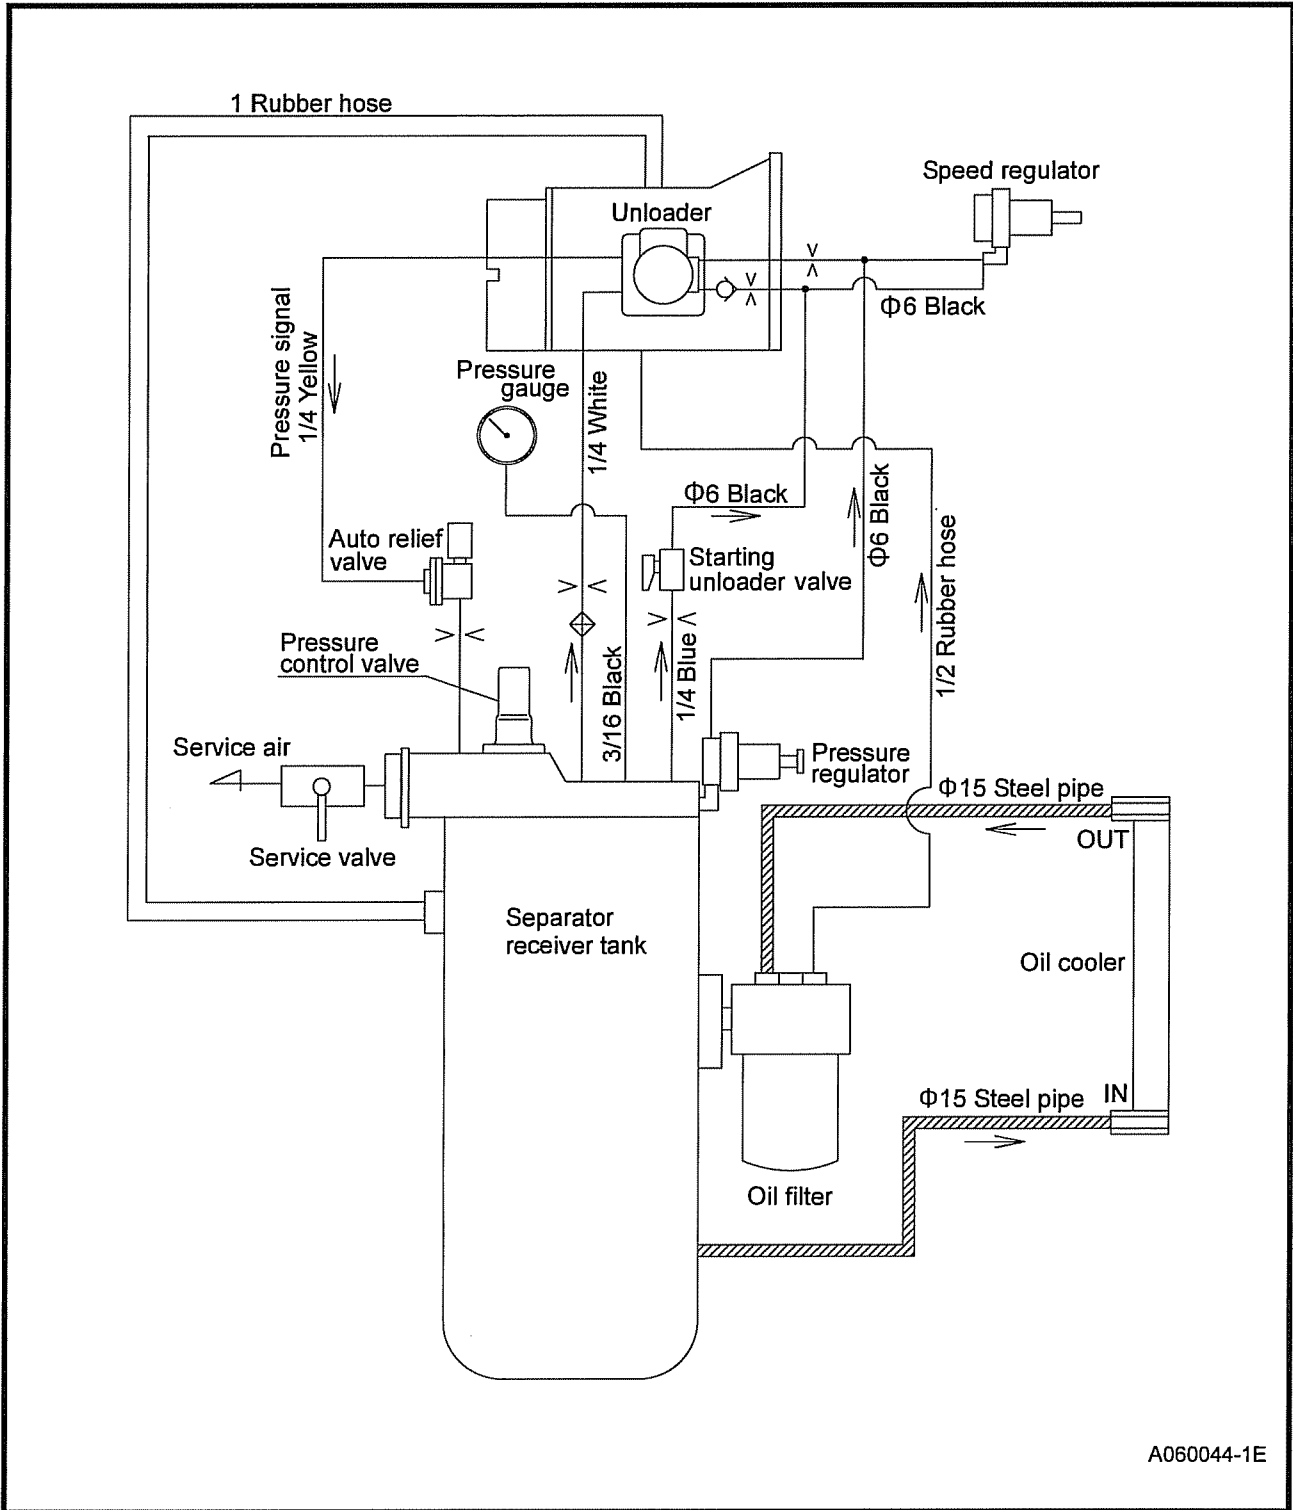 1 Rubber hose
Speed regulator
Unloader
Φ6 Black
Pressure signal
1/4 Yellow
Pressure
gauge
1/4 White
Φ6 Black
Φ6 Black
Auto relief
valve
Starting
unloader valve
1/2 Rubber hose
Pressure
control valve
3/16 Black
1/4 Blue
Service air
Pressure
regulator
Φ15 Steel pipe
OUT
Service valve
Separator
receiver tank
Oil cooler
Φ15 Steel pipe
IN
Oil filter
A060044-1E